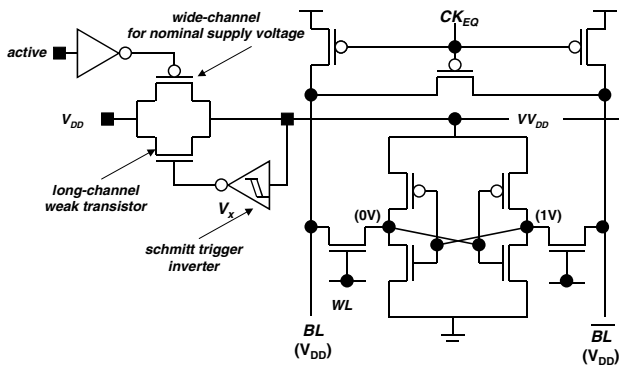 wide-channel
for nominal supply voltage
active
CK_EQ
V_DD
VV_DD
long-channel
weak transistor
V_x
schmitt trigger
inverter
(0V)
(1V)
WL
BL
(V_DD)
B̅L̅
(V_DD)